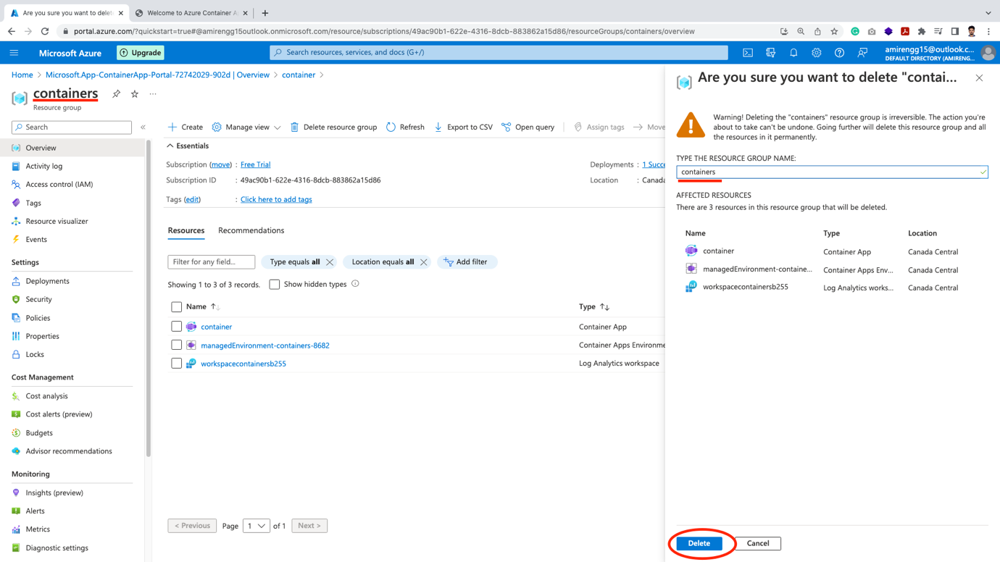 Are you sure you want to delet
Welcome to Azure Container A
portal.azure.com/?quickstart=true#@amirengg15outlook.onmicrosoft.com/resource/subscriptions/49ac90b1-622e-4316-8dcb-883862a15d86/resourceGroups/containers/overview
Microsoft Azure
Upgrade
Search resources, services, and docs (G+/)
amirengg15@outlook.c...
DEFAULT DIRECTORY (AMIRENG...
Home > Microsoft.App-ContainerApp-Portal-72742029-902d | Overview > container >
containers
Resource group
Search
Overview
Activity log
Access control (IAM)
Tags
Resource visualizer
Events
Settings
Deployments
Security
Policies
Properties
Locks
Cost Management
Cost analysis
Cost alerts (preview)
Budgets
Advisor recommendations
Monitoring
Insights (preview)
Alerts
Metrics
Diagnostic settings
Create Manage view Delete resource group Refresh Export to CSV Open query Assign tags Move
Essentials
Subscription (move) : Free Trial
Subscription ID : 49ac90b1-622e-4316-8dcb-883862a15d86
Tags (edit) : Click here to add tags
Deployments : 1 Succe
Location : Canada
Resources Recommendations
Filter for any field...
Type equals all
Location equals all
Add filter
Showing 1 to 3 of 3 records.
Show hidden types
Name Type
container Container App
managedEnvironment-containers-8682 Container Apps Environme
workspacecontainersb255 Log Analytics workspace
< Previous Page 1 of 1 Next >
Are you sure you want to delete "contai...
Warning! Deleting the "containers" resource group is irreversible. The action you're
about to take can't be undone. Going further will delete this resource group and all
the resources in it permanently.
TYPE THE RESOURCE GROUP NAME:
containers
AFFECTED RESOURCES
There are 3 resources in this resource group that will be deleted.
Name Type Location
container Container App Canada Central
managedEnvironment-containe... Container Apps Env... Canada Central
workspacecontainersb255 Log Analytics works... Canada Central
Delete
Cancel